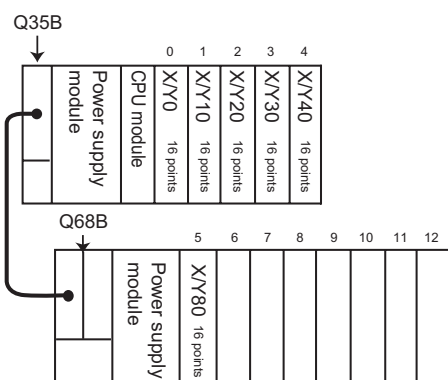 Q35B
0 1 2 3 4
Power supply
module
CPU module
X/Y0 16 points
X/Y10 16 points
X/Y20 16 points
X/Y30 16 points
X/Y40 16 points
Q68B
5 6 7 8 9 10 11 12
Power supply
module
X/Y80 16 points